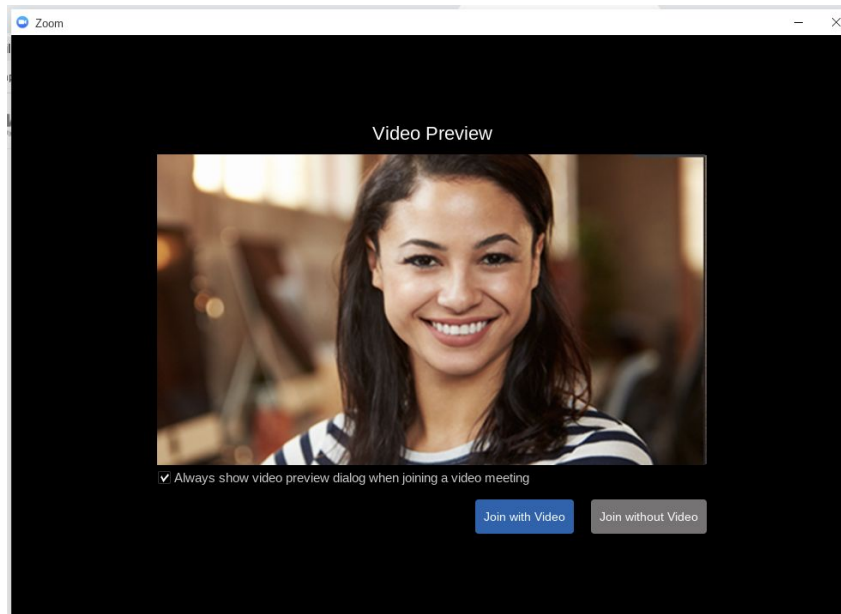 Zoom
Video Preview
Always show video preview dialog when joining a video meeting
Join with Video
Join without Video